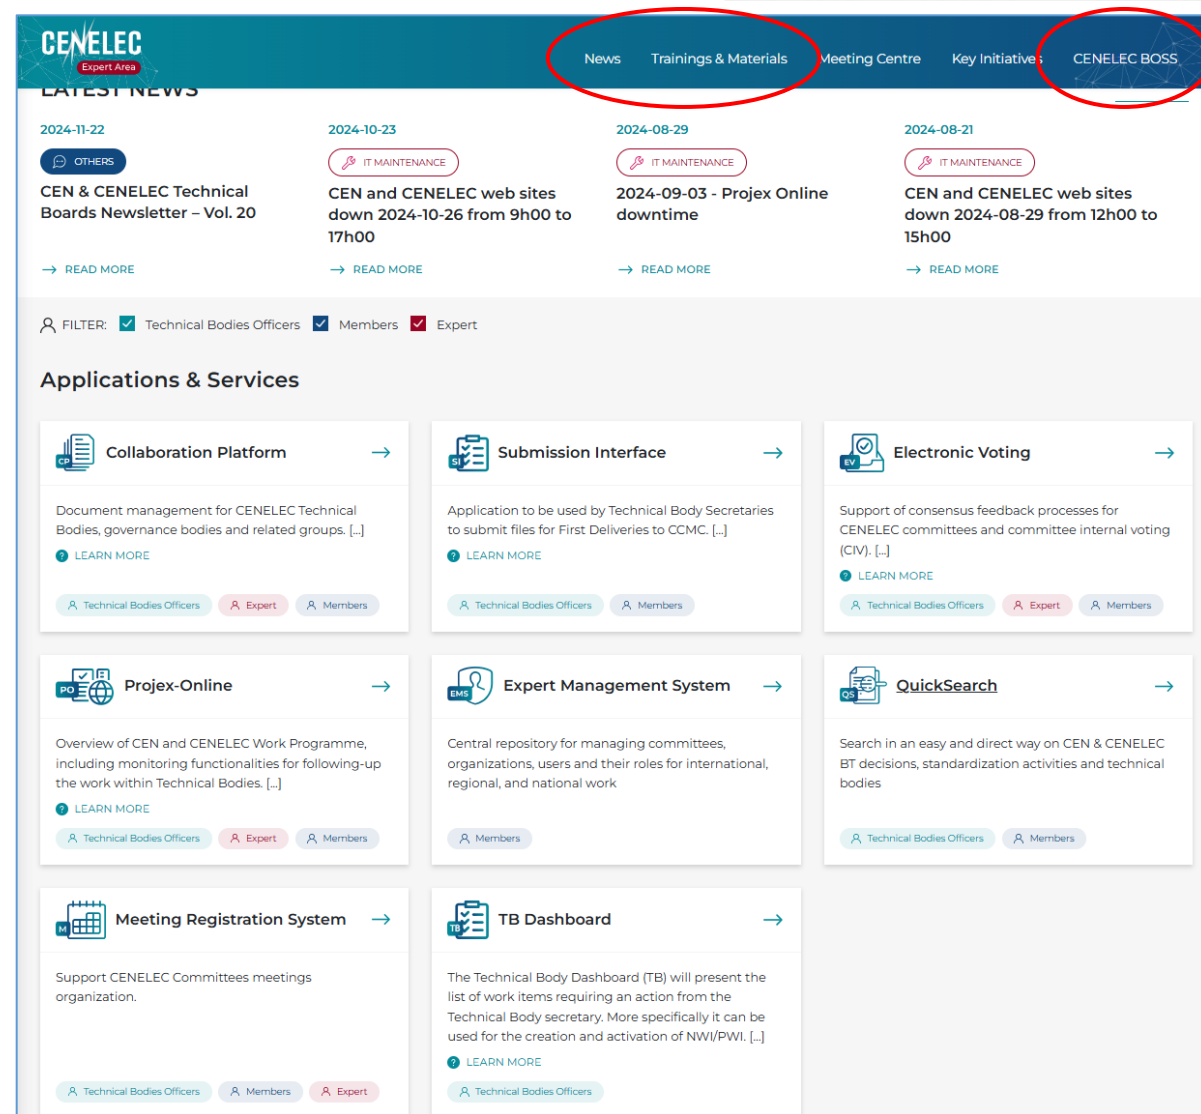 CENELEC
Expert Area
News Trainings & Materials Meeting Centre Key Initiatives CENELEC BOSS
LATEST NEWS
2024-11-22
OTHERS
CEN & CENELEC Technical
Boards Newsletter – Vol. 20
READ MORE
2024-10-23
IT MAINTENANCE
CEN and CENELEC web sites
down 2024-10-26 from 9h00 to
17h00
READ MORE
2024-08-29
IT MAINTENANCE
2024-09-03 - Projex Online
downtime
READ MORE
2024-08-21
IT MAINTENANCE
CEN and CENELEC web sites
down 2024-08-29 from 12h00 to
15h00
READ MORE
FILTER: Technical Bodies Officers Members Expert
Applications & Services
CP
Collaboration Platform
Document management for CENELEC Technical
Bodies, governance bodies and related groups. [...]
? LEARN MORE
Technical Bodies Officers Expert Members
SI
Submission Interface
Application to be used by Technical Body Secretaries
to submit files for First Deliveries to CCMC. [...]
? LEARN MORE
Technical Bodies Officers Members
EV
Electronic Voting
Support of consensus feedback processes for
CENELEC committees and committee internal voting
(CIV). [...]
? LEARN MORE
Technical Bodies Officers Expert Members
PO
Projex-Online
Overview of CEN and CENELEC Work Programme,
including monitoring functionalities for following-up
the work within Technical Bodies. [...]
? LEARN MORE
Technical Bodies Officers Expert Members
EMS
Expert Management System
Central repository for managing committees,
organizations, users and their roles for international,
regional, and national work
Members
QS
QuickSearch
Search in an easy and direct way on CEN & CENELEC
BT decisions, standardization activities and technical
bodies
Technical Bodies Officers Members
M
Meeting Registration System
Support CENELEC Committees meetings
organization.
Technical Bodies Officers Members Expert
TB
TB Dashboard
The Technical Body Dashboard (TB) will present the
list of work items requiring an action from the
Technical Body secretary. More specifically it can be
used for the creation and activation of NWI/PWI. [...]
? LEARN MORE
Technical Bodies Officers